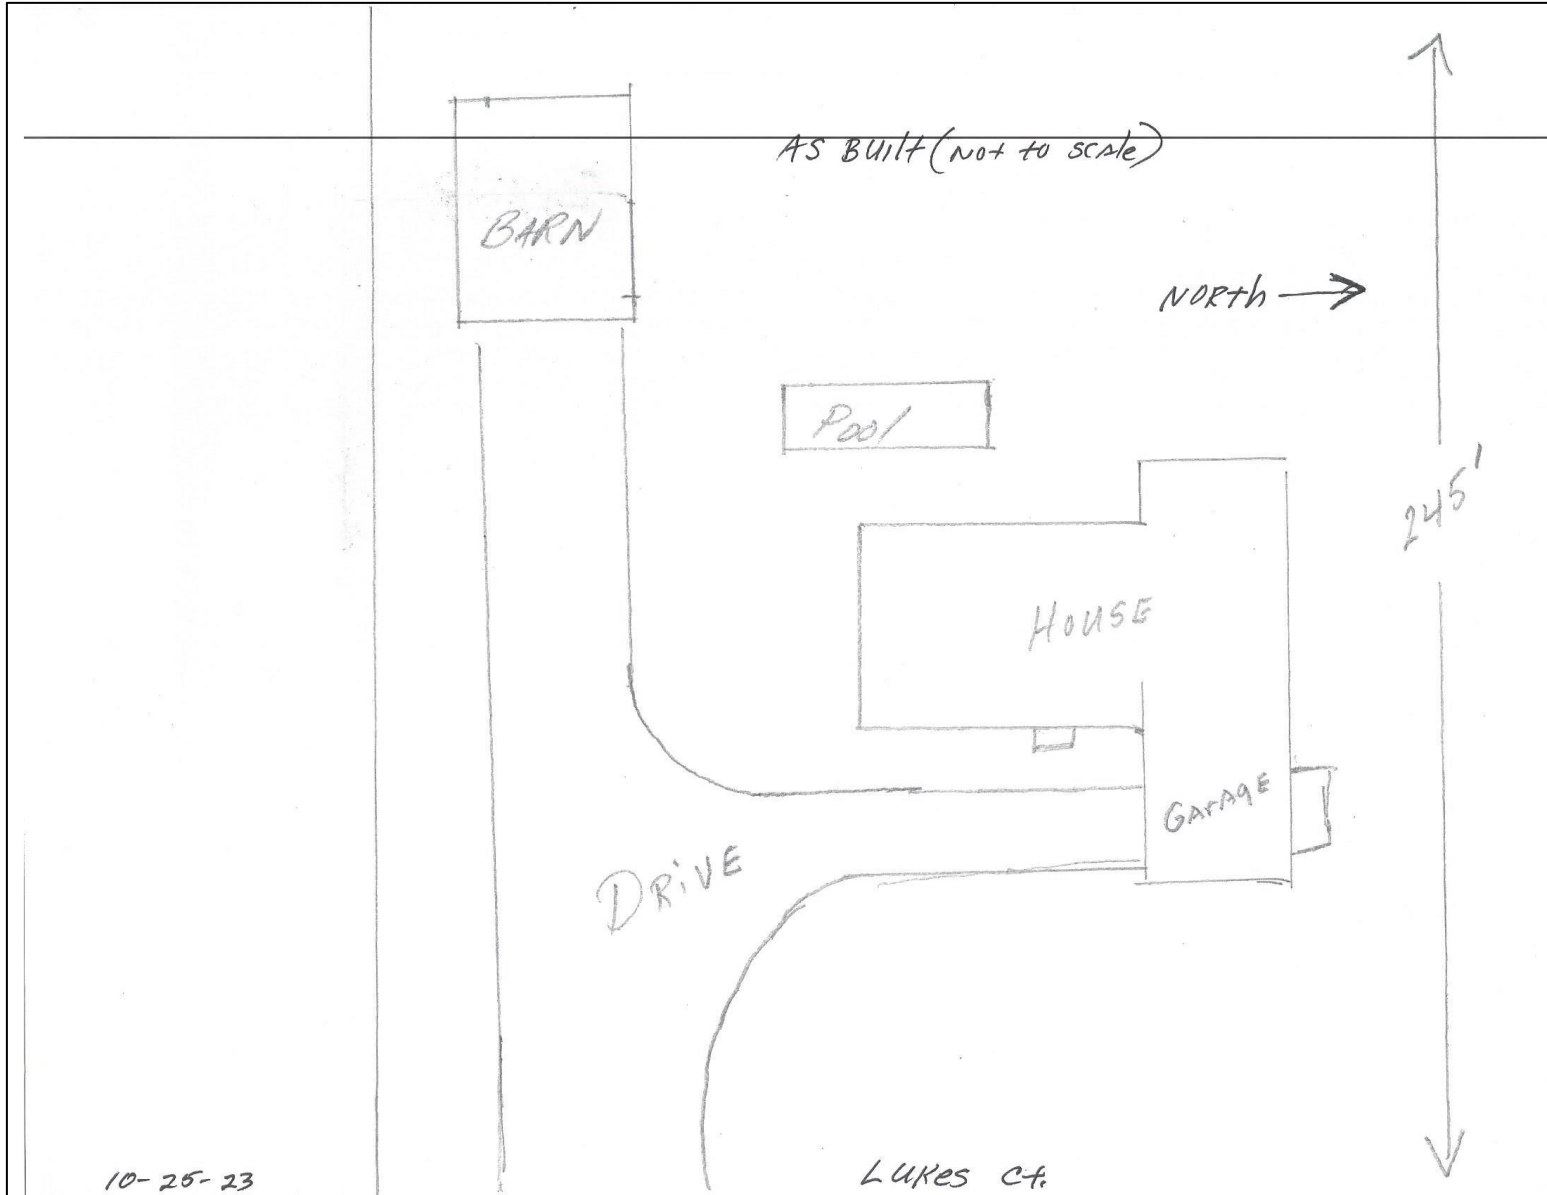 AS BUilt (Not to scale)
BARN
NORth
Pool
245'
HOUSE
GArAgE
DRiVE
10-25-23
LUKes Ct.